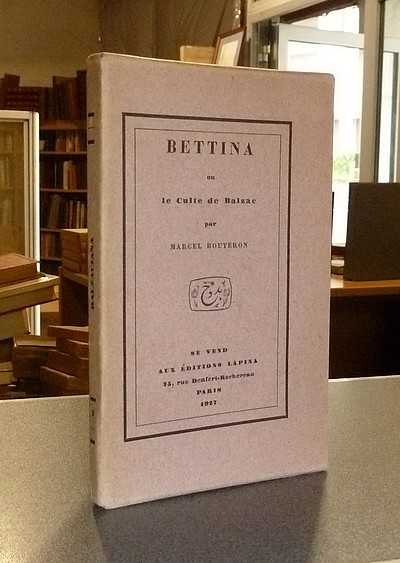 BETTINA
ou
le Culte de Balzac
par
MARCEL BOUTERON
SE VEND
AUX ÉDITIONS LAPINA
75, rue Denfert-Rochereau
PARIS
1927
BALZACIANA